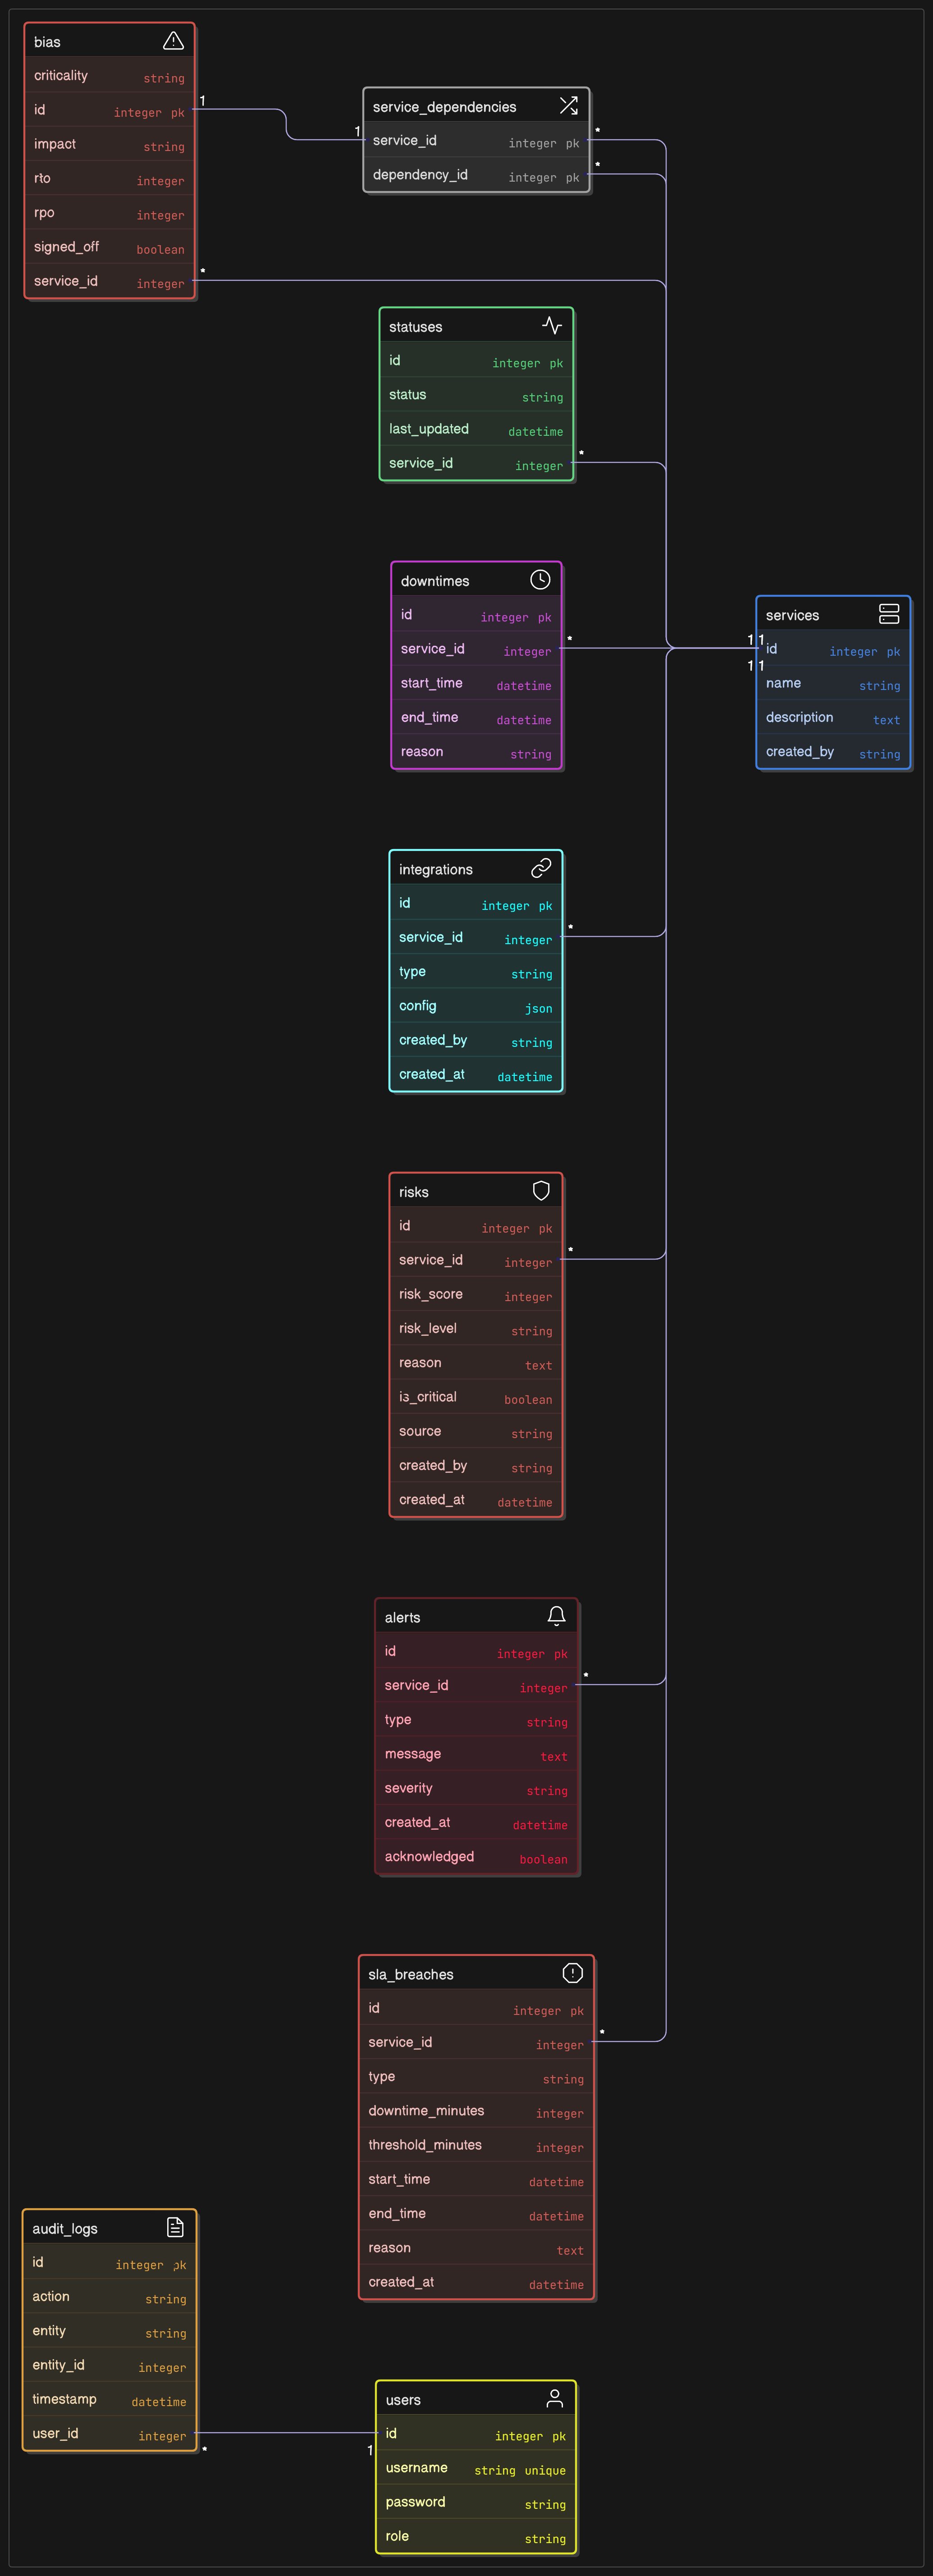 bias
criticality string
id integer pk
impact string
rto integer
rpo integer
signed_off boolean
service_id integer
1
1
*
service_dependencies
service_id integer pk
dependency_id integer pk
*
*
statuses
id integer pk
status string
last_updated datetime
service_id integer
*
downtimes
id integer pk
service_id integer
start_time datetime
end_time datetime
reason string
*
services
id integer pk
name string
description text
created_by string
1 1
1 1
integrations
id integer pk
service_id integer
type string
config json
created_by string
created_at datetime
*
risks
id integer pk
service_id integer
risk_score integer
risk_level string
reason text
is_critical boolean
source string
created_by string
created_at datetime
*
alerts
id integer pk
service_id integer
type string
message text
severity string
created_at datetime
acknowledged boolean
*
sla_breaches
id integer pk
service_id integer
type string
downtime_minutes integer
threshold_minutes integer
start_time datetime
end_time datetime
reason text
created_at datetime
*
audit_logs
id integer pk
action string
entity string
entity_id integer
timestamp datetime
user_id integer
*
1
users
id integer pk
username string unique
password string
role string